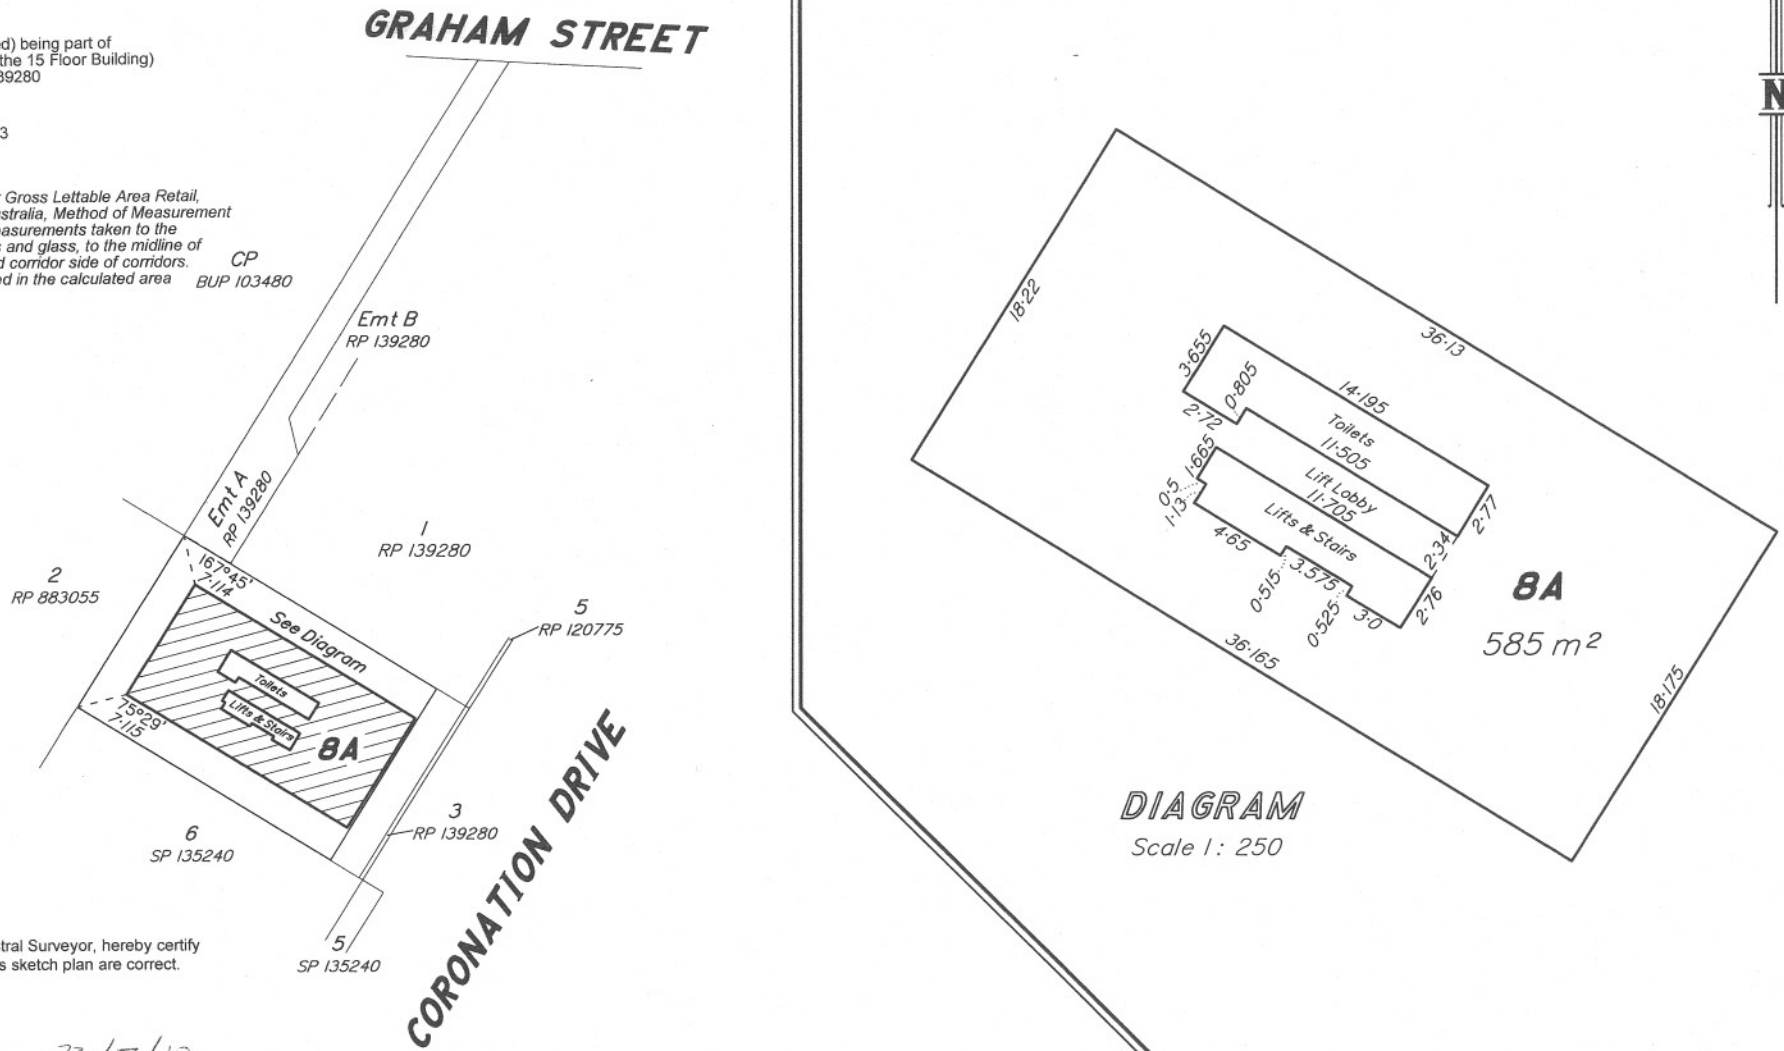 GRAHAM STREET
ed) being part of
the 15 Floor Building)
39280
3
Gross Lettable Area Retail,
stralia, Method of Measurement
easurements taken to the
s and glass, to the midline of
d corridor side of corridors.
ed in the calculated area
CP
BUP 103480
Emt B
RP 139280
Emt A
RP 139280
1
RP 139280
2
RP 883055
167°45'
7·114
See Diagram
5
RP 120775
Toilets
Lifts & Stairs
75°29'
7·115
8A
3
RP 139280
6
SP 135240
CORONATION DRIVE
tral Surveyor, hereby certify
s sketch plan are correct.
5
SP 135240
N
18·22
36·13
3·655
0·805
14·195
2·72
Toilets
11·505
1·665
Lift Lobby
11·705
0·5
1·13
Lifts & Stairs
2·77
2·34
4·65
0·515
3·575
0·525
3·0
2·76
8A
585 m²
36·165
18·175
DIAGRAM
Scale 1: 250